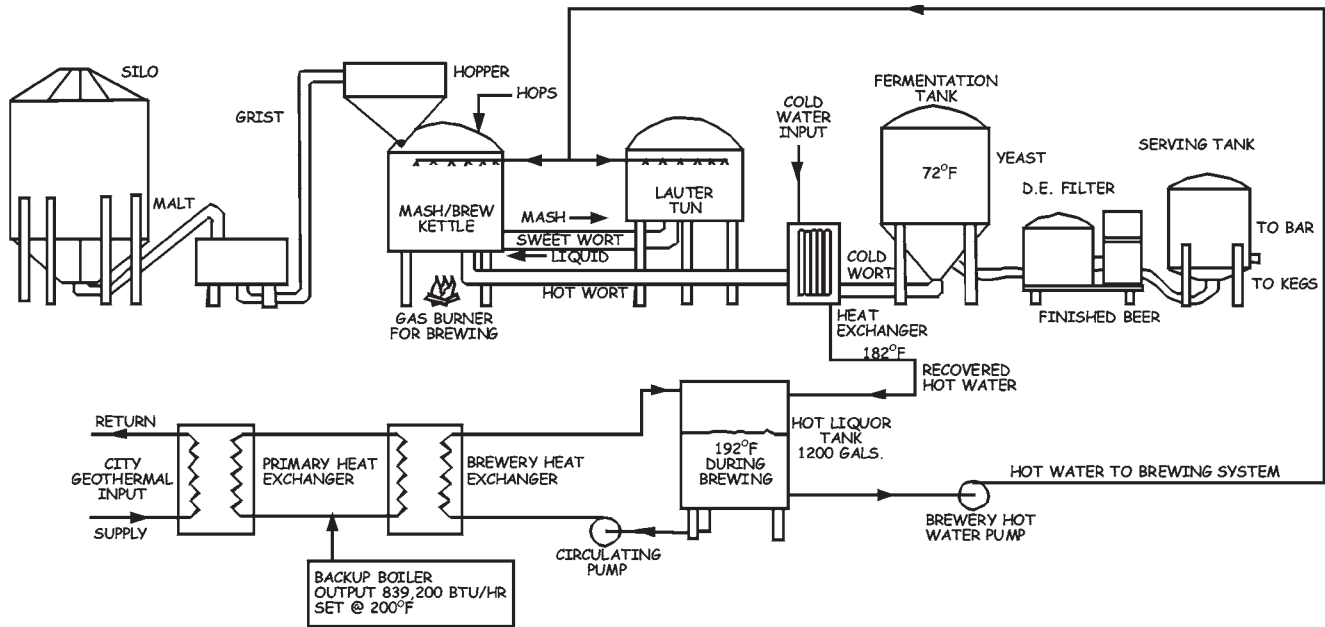 SILO
HOPPER
HOPS
GRIST
MALT
MASH/BREW
KETTLE
MASH
SWEET WORT
LIQUID
HOT WORT
GAS BURNER
FOR BREWING
LAUTER
TUN
COLD
WATER
INPUT
FERMENTATION
TANK
72°F
YEAST
COLD
WORT
HEAT
EXCHANGER
182°F
RECOVERED
HOT WATER
D.E. FILTER
FINISHED BEER
SERVING TANK
TO BAR
TO KEGS
RETURN
CITY
GEOTHERMAL
INPUT
SUPPLY
PRIMARY HEAT
EXCHANGER
BREWERY HEAT
EXCHANGER
BACKUP BOILER
OUTPUT 839,200 BTU/HR
SET @ 200°F
CIRCULATING
PUMP
192°F
DURING
BREWING
HOT LIQUOR
TANK
1200 GALS.
HOT WATER TO BREWING SYSTEM
BREWERY HOT
WATER PUMP